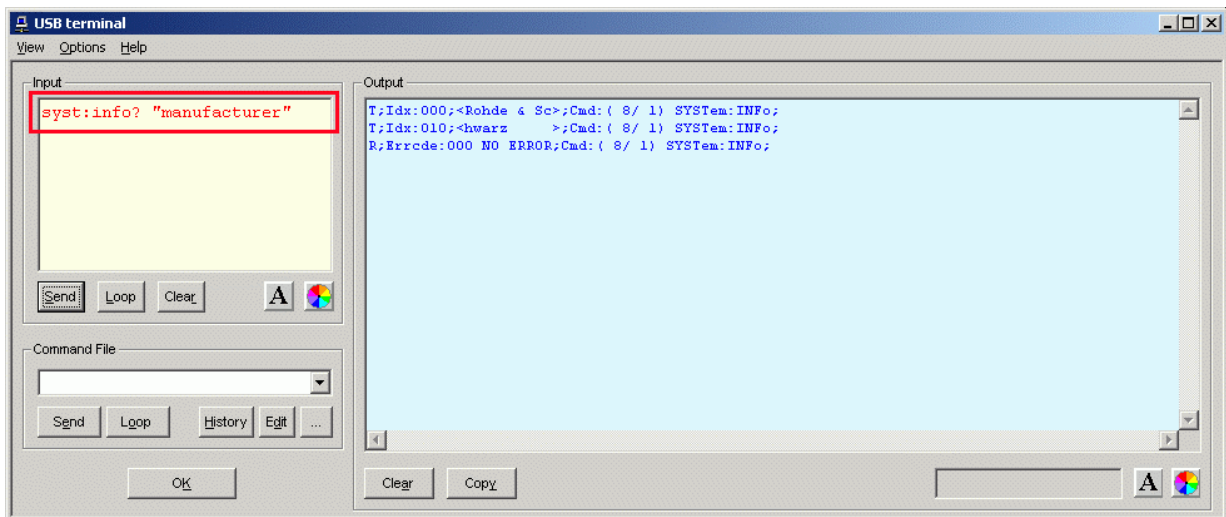 USB terminal
View Options Help
Input
syst:info? "manufacturer"
Send Loop Clear A
Command File
Send Loop History Edit ...
OK
Output
T;Idx:000;<Rohde & Sc>;Cmd:( 8/ 1) SYSTem:INFo;
T;Idx:010;<hwarz     >;Cmd:( 8/ 1) SYSTem:INFo;
R;Errcde:000 NO ERROR;Cmd:( 8/ 1) SYSTem:INFo;
Clear Copy A